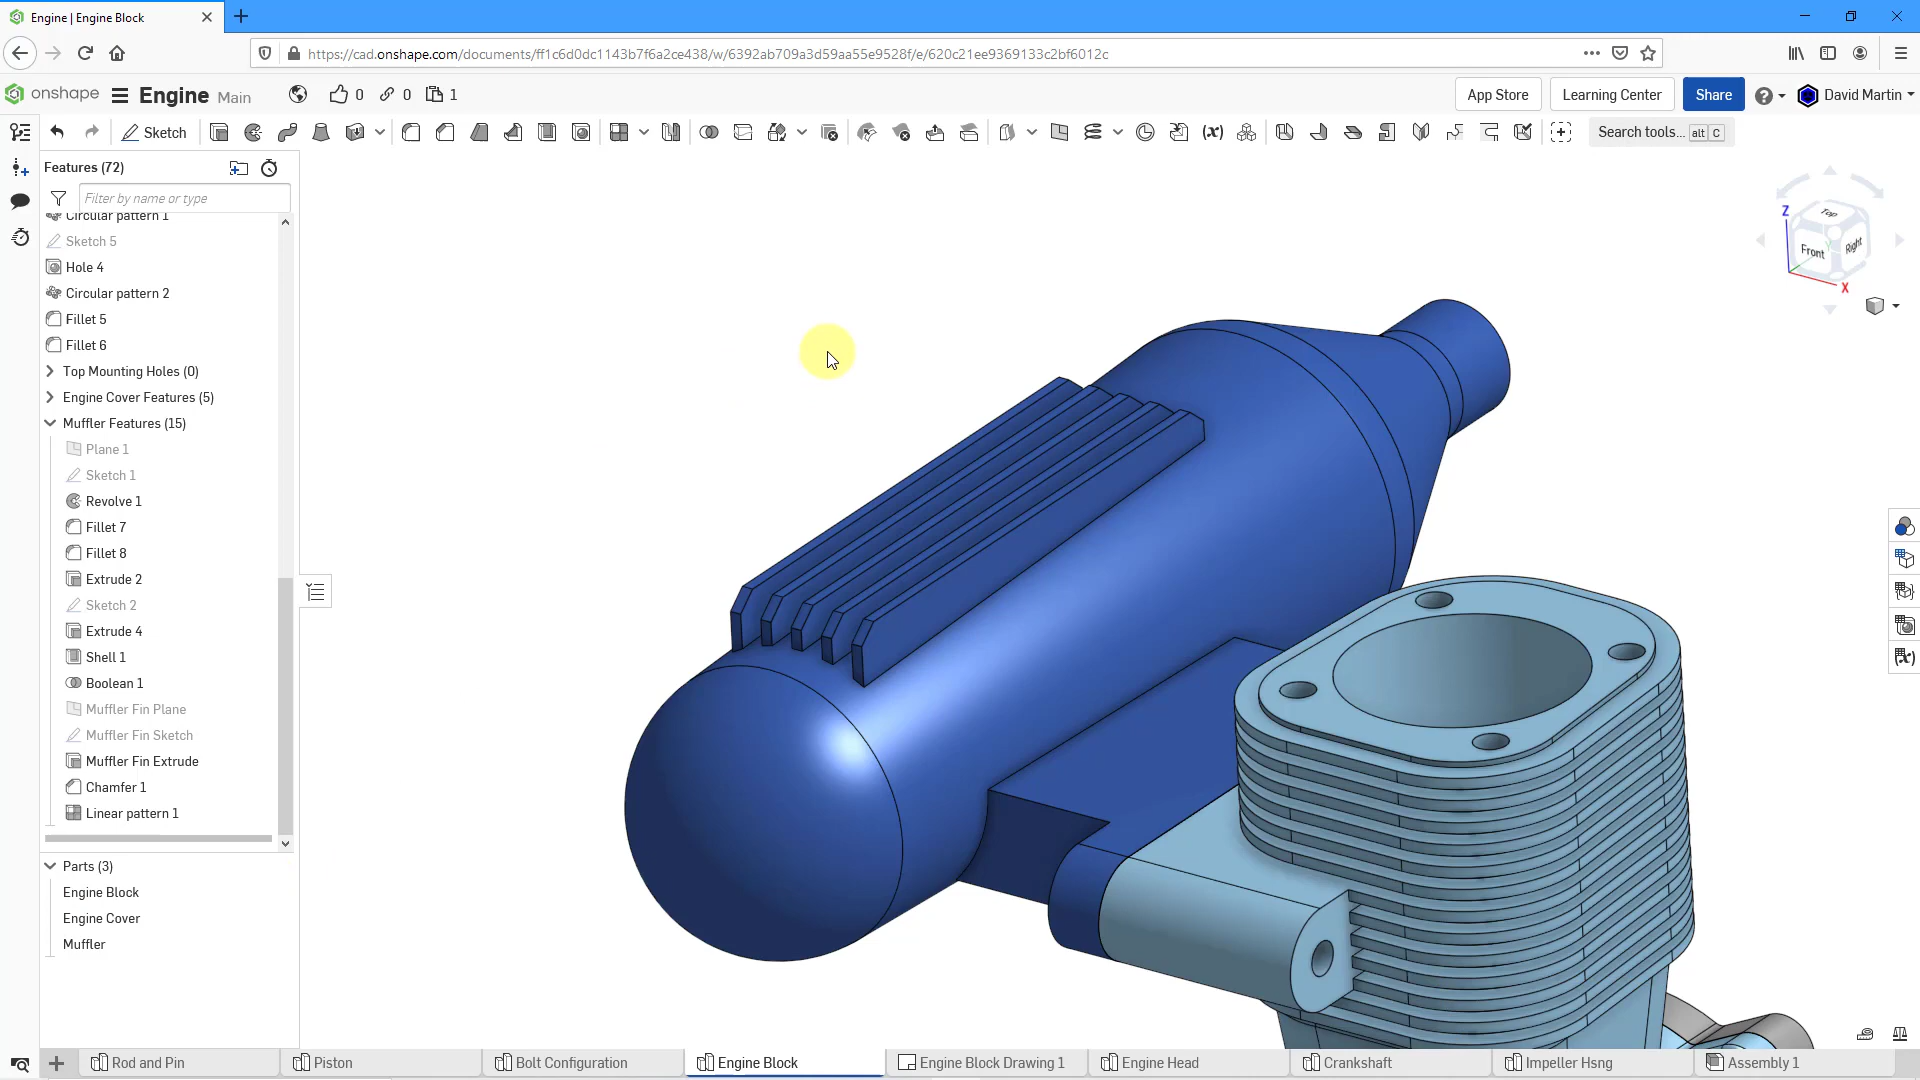 Engine | Engine Block
https://cad.onshape.com/documents/ff1c6d0dc1143b7f6a2ce438/w/6392ab709a3d59aa55e9528f/e/620c21ee9369133c2bf6012c
onshape Engine Main 0 0 1 App Store Learning Center Share David Martin
Sketch Search tools... alt C
Features (72)
Filter by name or type
Circular pattern 1
Sketch 5
Hole 4
Circular pattern 2
Fillet 5
Fillet 6
Top Mounting Holes (0)
Engine Cover Features (5)
Muffler Features (15)
Plane 1
Sketch 1
Revolve 1
Fillet 7
Fillet 8
Extrude 2
Sketch 2
Extrude 4
Shell 1
Boolean 1
Muffler Fin Plane
Muffler Fin Sketch
Muffler Fin Extrude
Chamfer 1
Linear pattern 1
Parts (3)
Engine Block
Engine Cover
Muffler
Z
Top
Front
Right
X
Rod and Pin Piston Bolt Configuration Engine Block Engine Block Drawing 1 Engine Head Crankshaft Impeller Hsng Assembly 1